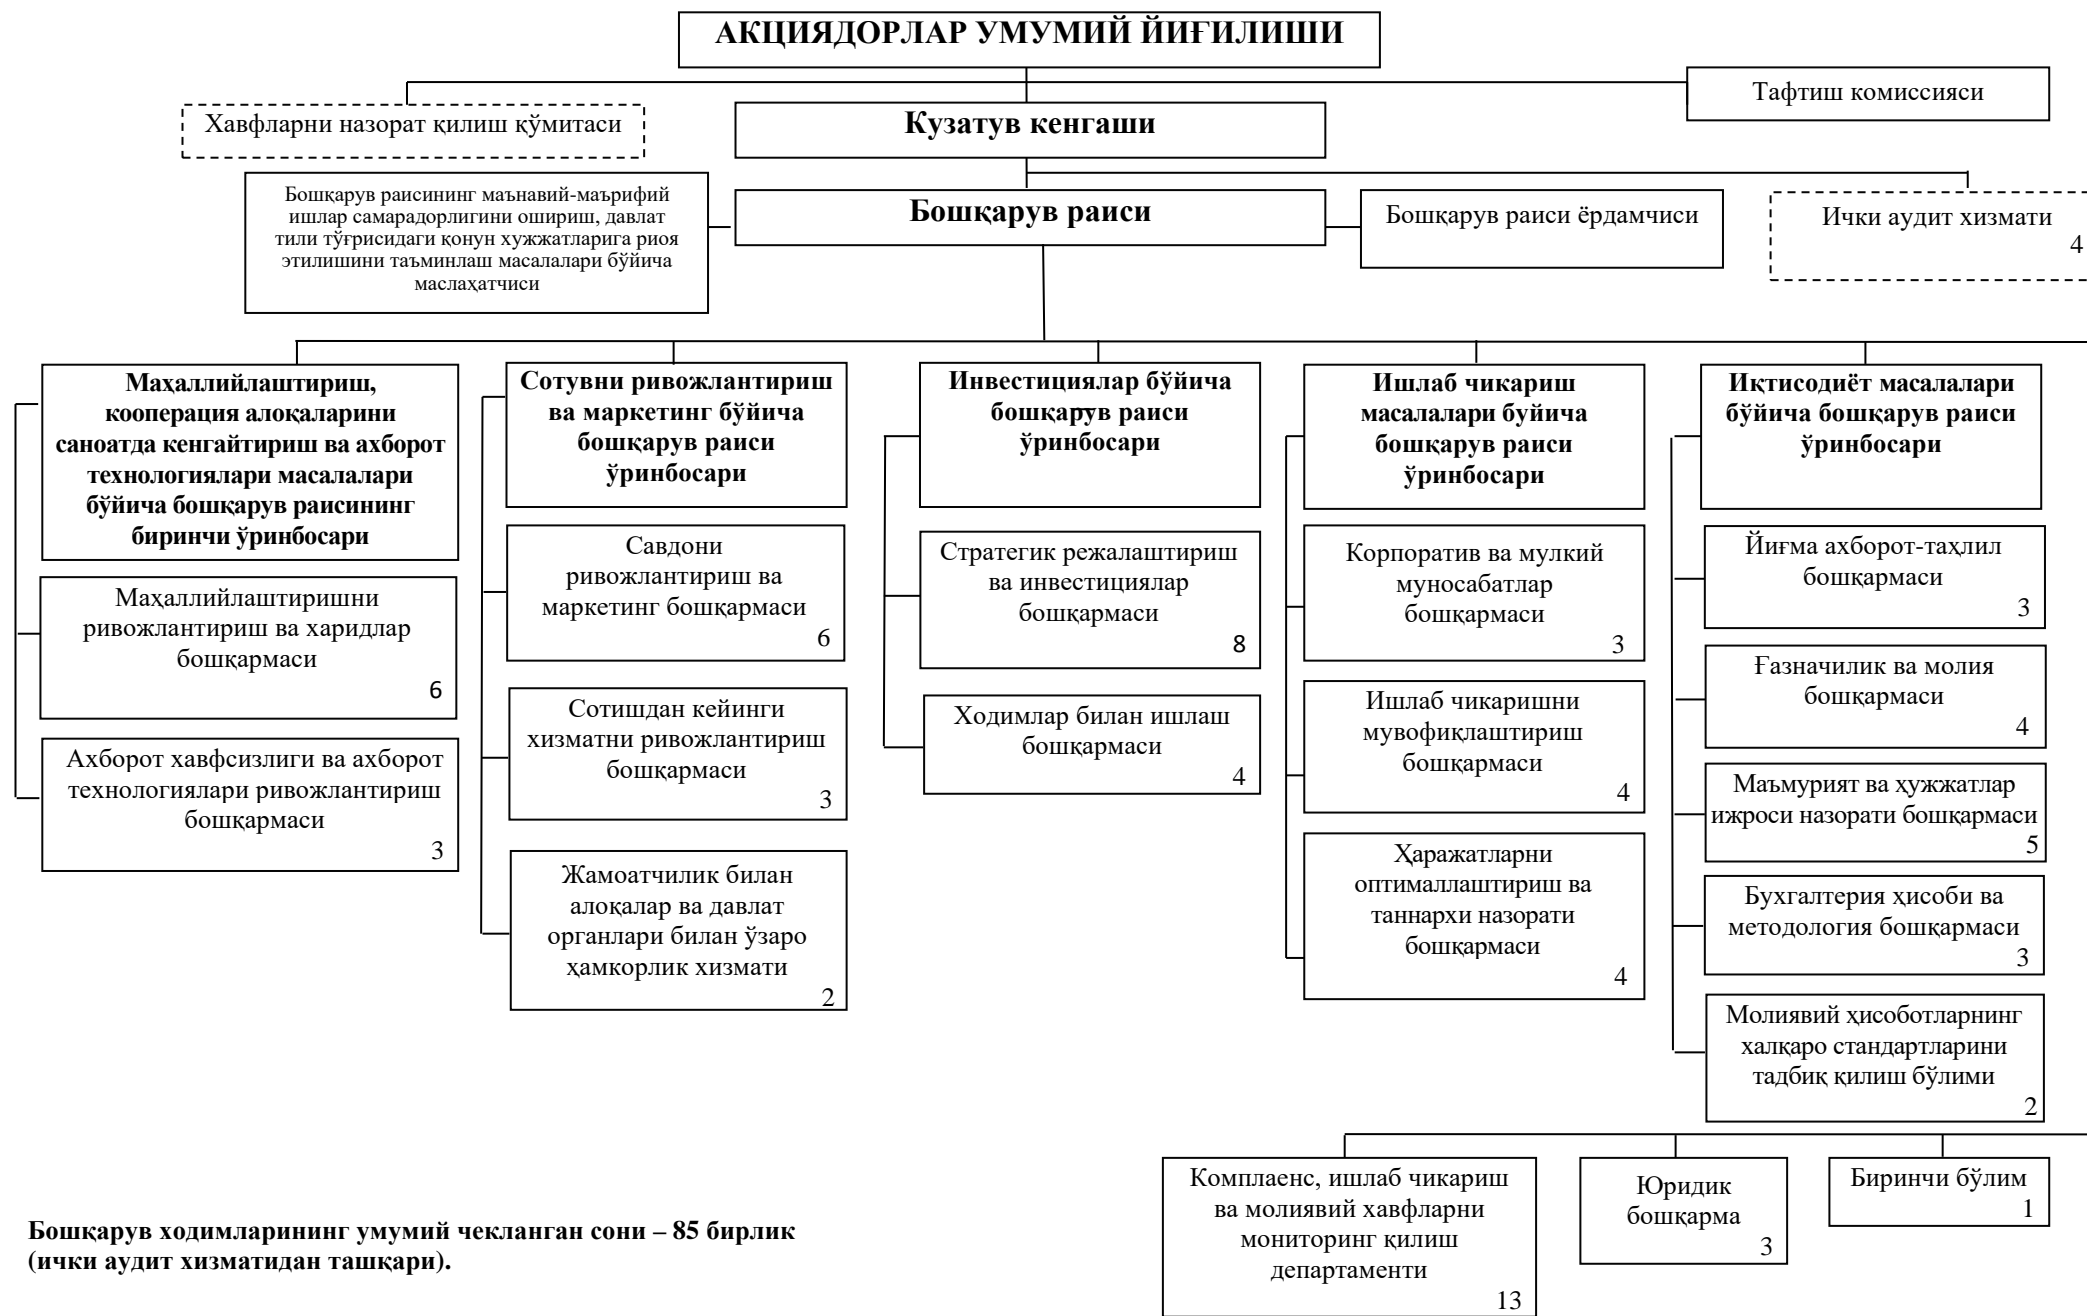 АКЦИЯДОРЛАР УМУМИЙ ЙИҒИЛИШИ
Тафтиш комиссияси
Хавфларни назорат қилиш қўмитаси
Кузатув кенгаши
Бошқарув раисининг маънавий-маърифий
ишлар самарадорлигини ошириш, давлат
тили тўғрисидаги қонун хужжатларига риоя
этилишини таъминлаш масалалари бўйича
маслаҳатчиси
Бошқарув раиси
Бошқарув раиси ёрдамчиси
Ички аудит хизмати
4
Маҳаллийлаштириш,
кооперация алоқаларини
саноатда кенгайтириш ва ахборот
технологиялари масалалари
бўйича бошқарув раисининг
биринчи ўринбосари
Маҳаллийлаштиришни
ривожлантириш ва харидлар
бошқармаси
6
Ахборот хавфсизлиги ва ахборот
технологиялари ривожлантириш
бошқармаси
3
Сотувни ривожлантириш
ва маркетинг бўйича
бошқарув раиси
ўринбосари
Савдони
ривожлантириш ва
маркетинг бошқармаси
6
Сотишдан кейинги
хизматни ривожлантириш
бошқармаси
3
Жамоатчилик билан
алоқалар ва давлат
органлари билан ўзаро
ҳамкорлик хизмати
2
Инвестициялар бўйича
бошқарув раиси
ўринбосари
Стратегик режалаштириш
ва инвестициялар
бошқармаси
8
Ходимлар билан ишлаш
бошқармаси
4
Ишлаб чикариш
масалалари буйича
бошқарув раиси
ўринбосари
Корпоратив ва мулкий
муносабатлар
бошқармаси
3
Ишлаб чикаришни
мувофиқлаштириш
бошқармаси
4
Ҳаражатларни
оптималлаштириш ва
таннархи назорати
бошқармаси
4
Иқтисодиёт масалалари
бўйича бошқарув раиси
ўринбосари
Йиғма ахборот-таҳлил
бошқармаси
3
Ғазначилик ва молия
бошқармаси
4
Маъмурият ва ҳужжатлар
ижроси назорати бошқармаси
5
Бухгалтерия ҳисоби ва
методология бошқармаси
3
Молиявий ҳисоботларнинг
халқаро стандартларини
тадбиқ қилиш бўлими
2
Комплаенс, ишлаб чикариш
ва молиявий хавфларни
мониторинг қилиш
департаменти
13
Юридик
бошқарма
3
Биринчи бўлим
1
Бошқарув ходимларининг умумий чекланган сони – 85 бирлик
(ички аудит хизматидан ташқари).